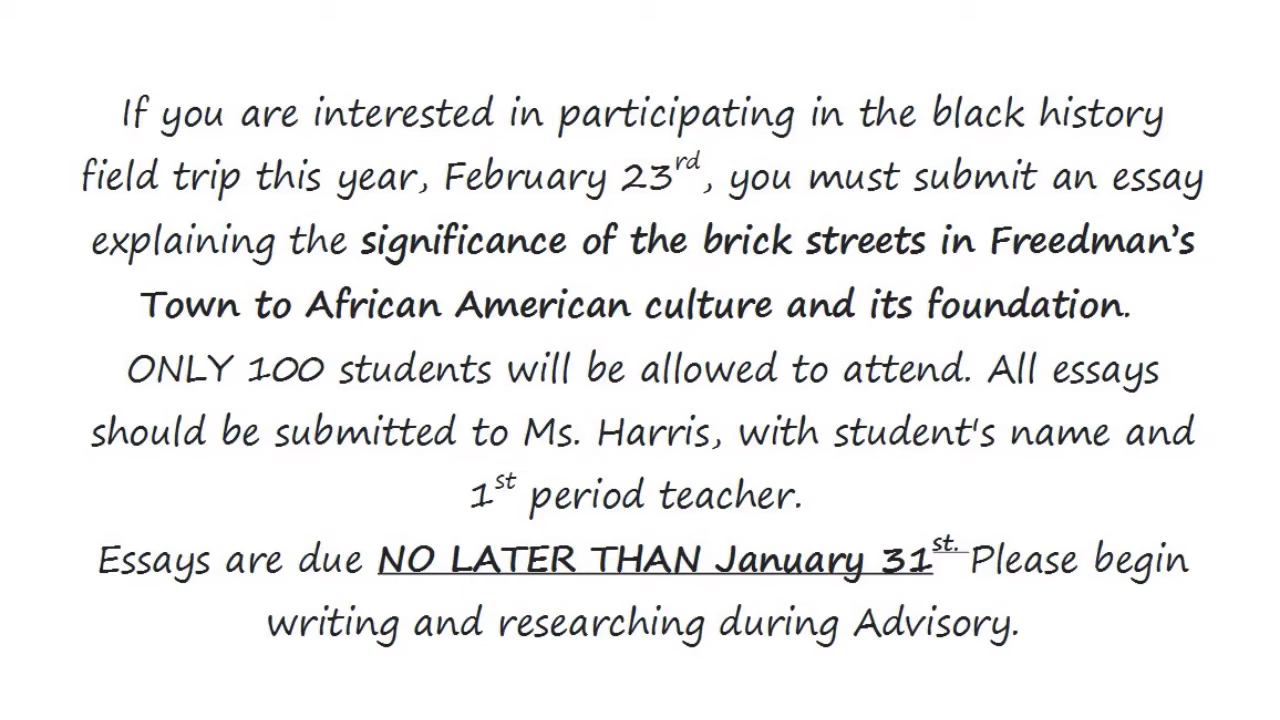 If you are interested in participating in the black history
field trip this year, February 23rd, you must submit an essay
explaining the significance of the brick streets in Freedman's
Town to African American culture and its foundation.
ONLY 100 students will be allowed to attend. All essays
should be submitted to Ms. Harris, with student's name and
1st period teacher.
Essays are due NO LATER THAN January 31st. Please begin
writing and researching during Advisory.